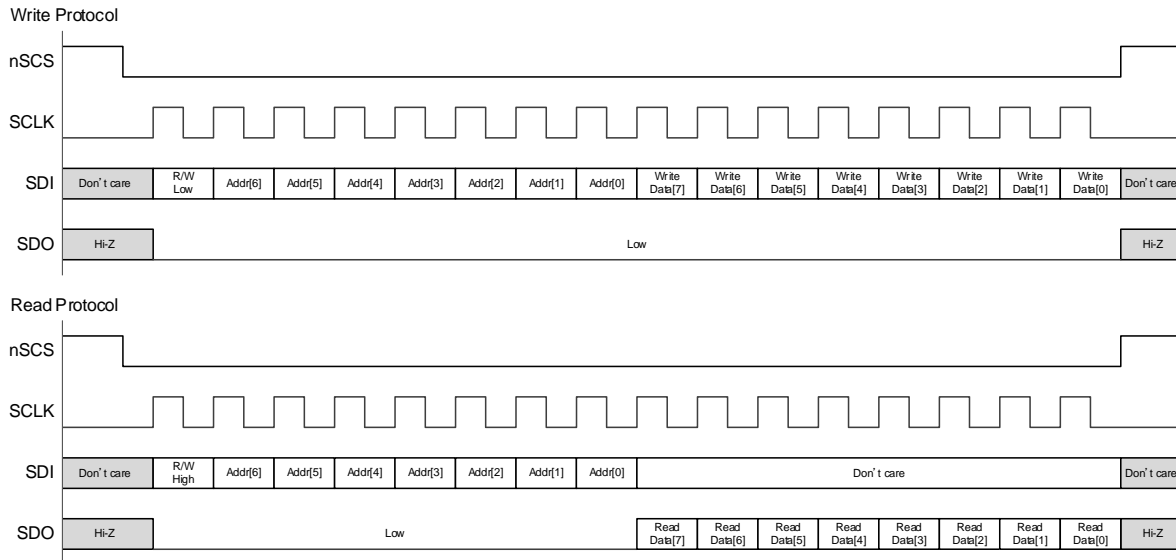 Write Protocol
nSCS
SCLK
SDI Don't care R/W Low Addr[6] Addr[5] Addr[4] Addr[3] Addr[2] Addr[1] Addr[0] Write Data[7] Write Data[6] Write Data[5] Write Data[4] Write Data[3] Write Data[2] Write Data[1] Write Data[0] Don't care
SDO Hi-Z Low Hi-Z
Read Protocol
nSCS
SCLK
SDI Don't care R/W High Addr[6] Addr[5] Addr[4] Addr[3] Addr[2] Addr[1] Addr[0] Don't care Don't care
SDO Hi-Z Low Read Data[7] Read Data[6] Read Data[5] Read Data[4] Read Data[3] Read Data[2] Read Data[1] Read Data[0] Hi-Z